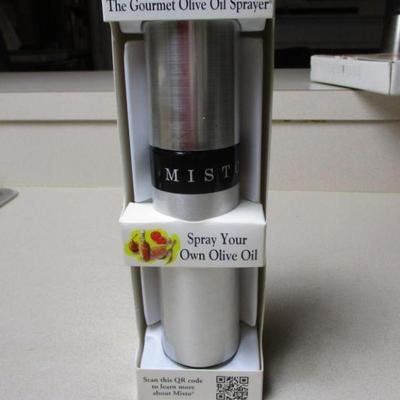 The Gourmet Olive Oil Sprayer®
MISTO
Spray Your
Own Olive Oil
Scan this QR code
to learn more
about Misto®